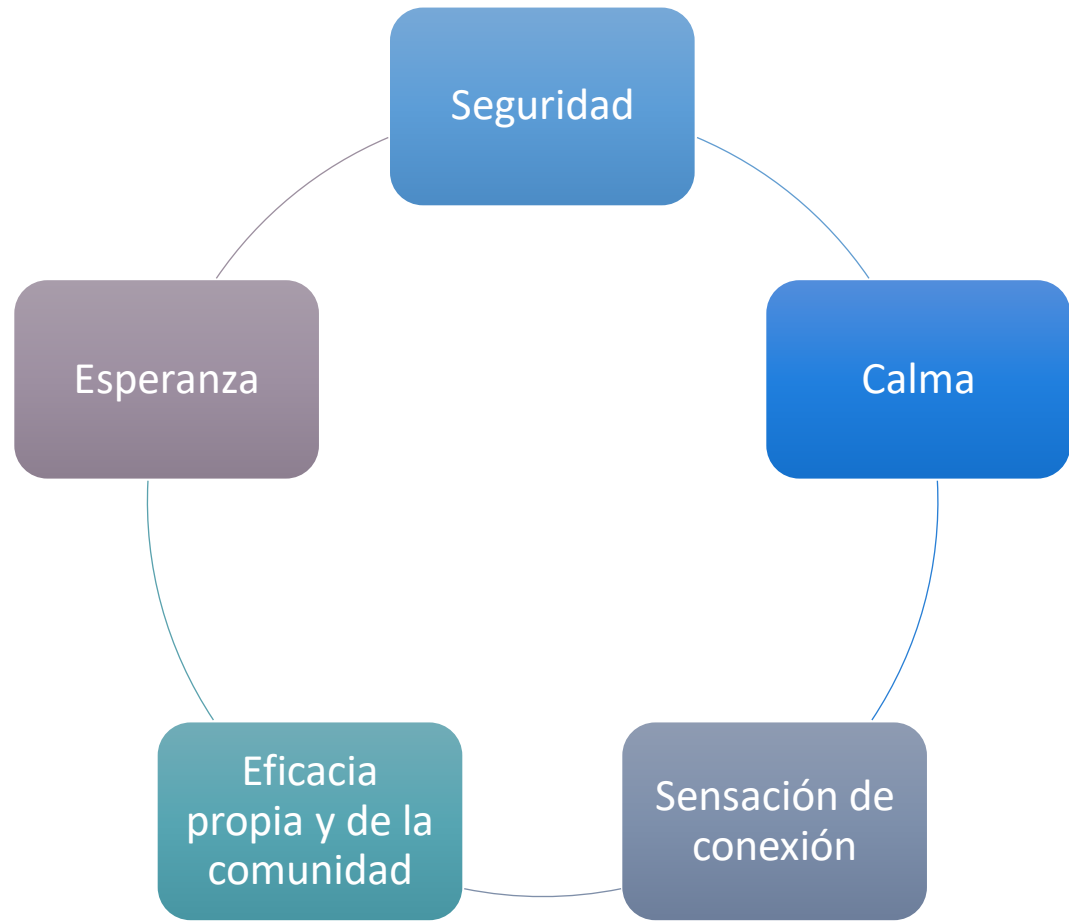 Seguridad
Calma
Sensación de
conexión
Eficacia
propia y de la
comunidad
Esperanza